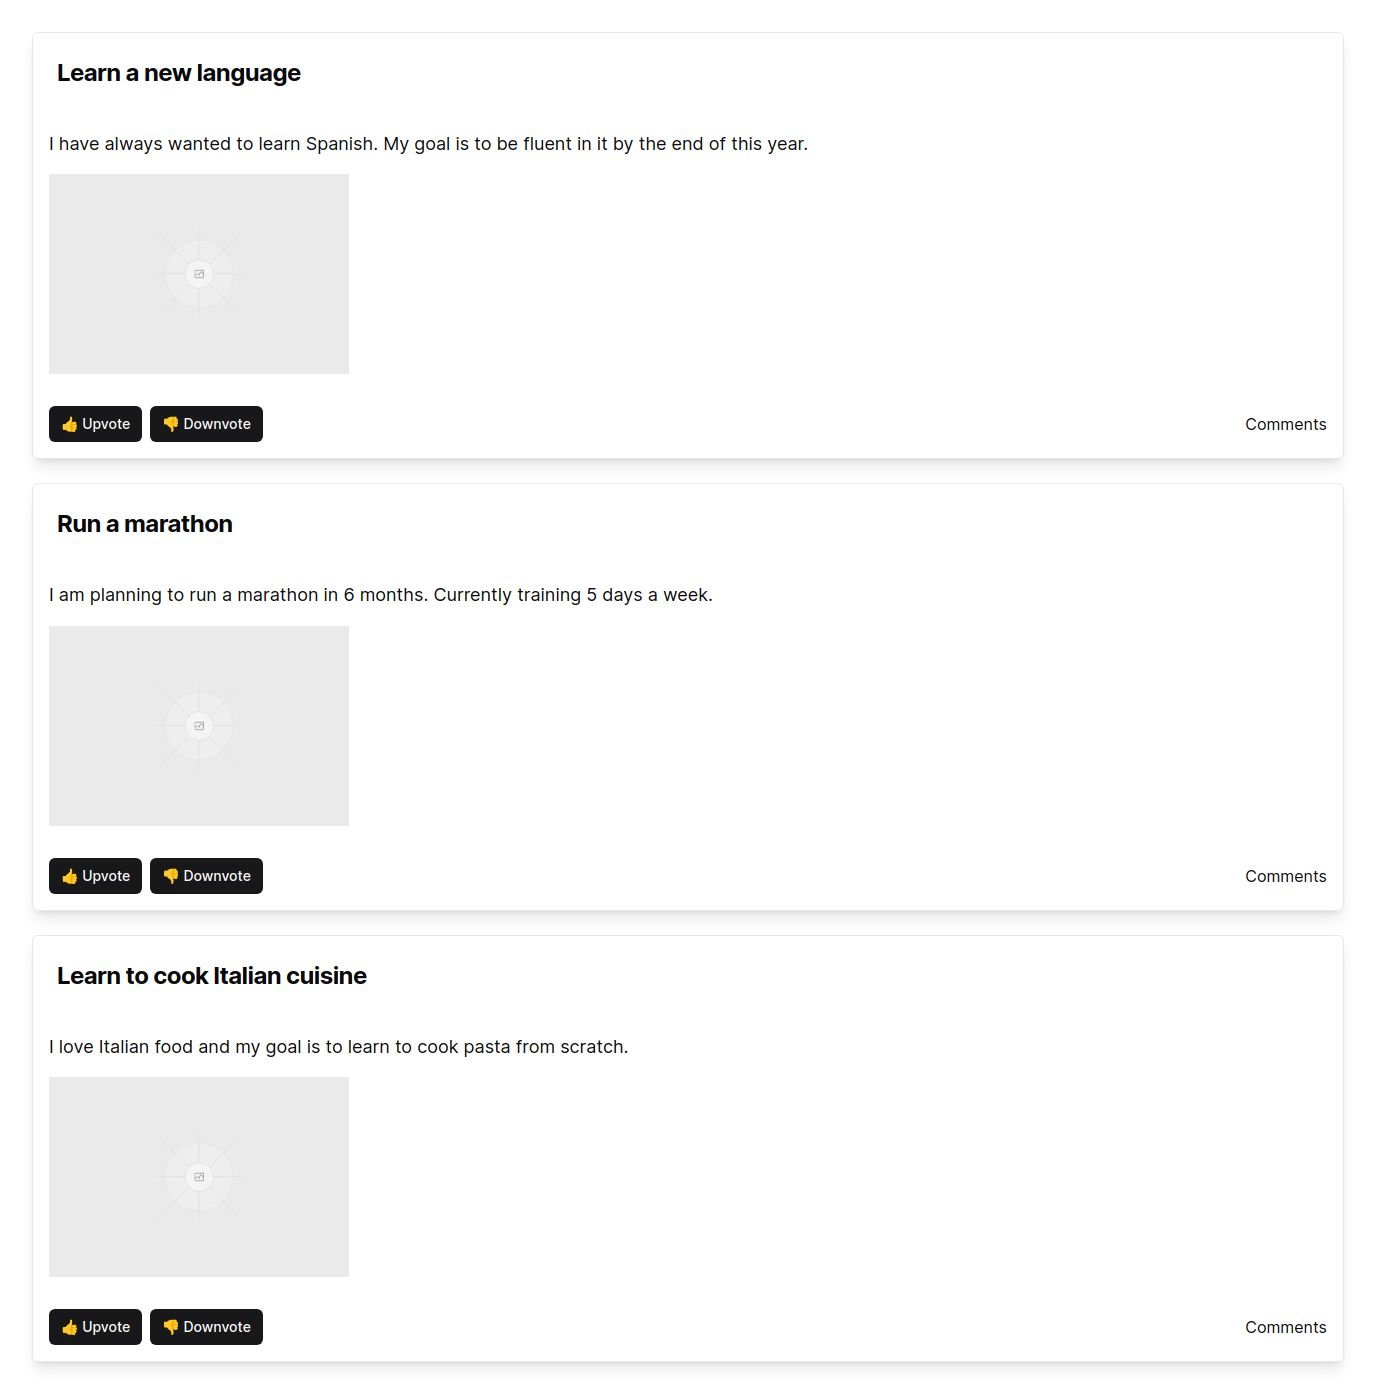 Learn a new language
I have always wanted to learn Spanish. My goal is to be fluent in it by the end of this year.
👍 Upvote 👎 Downvote Comments
Run a marathon
I am planning to run a marathon in 6 months. Currently training 5 days a week.
👍 Upvote 👎 Downvote Comments
Learn to cook Italian cuisine
I love Italian food and my goal is to learn to cook pasta from scratch.
👍 Upvote 👎 Downvote Comments